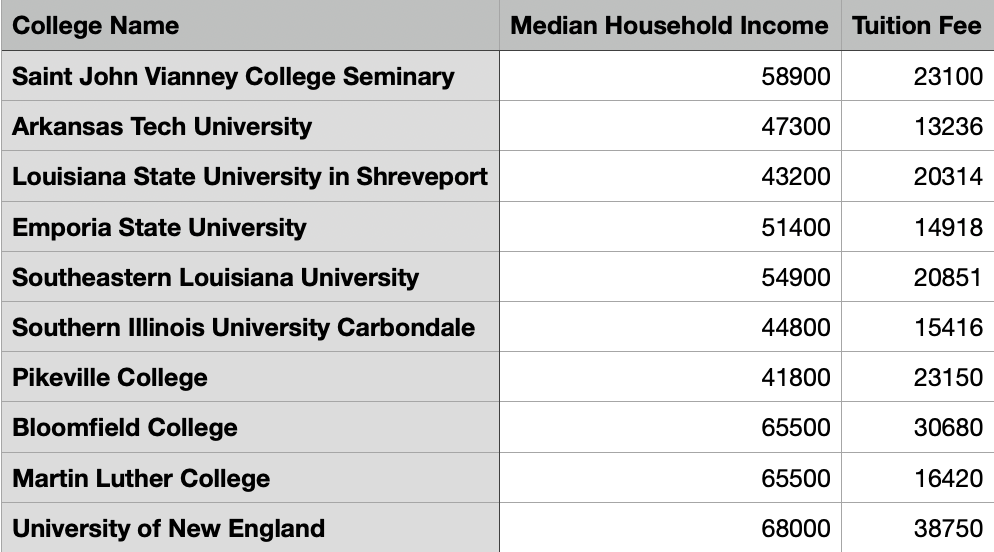 College Name Median Household Income Tuition Fee
Saint John Vianney College Seminary 58900 23100
Arkansas Tech University 47300 13236
Louisiana State University in Shreveport 43200 20314
Emporia State University 51400 14918
Southeastern Louisiana University 54900 20851
Southern Illinois University Carbondale 44800 15416
Pikeville College 41800 23150
Bloomfield College 65500 30680
Martin Luther College 65500 16420
University of New England 68000 38750